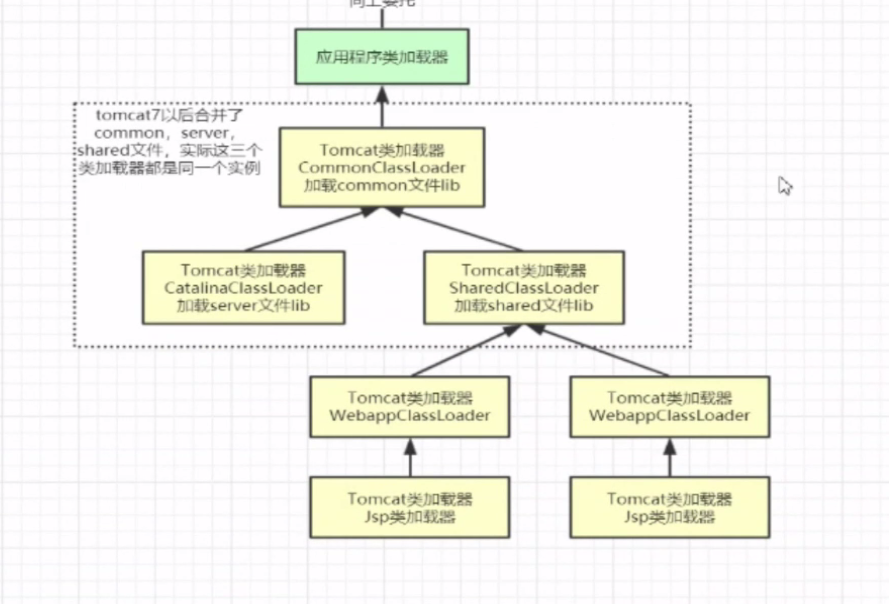 向上委托
应用程序类加载器
tomcat7以后合并了
common，server，
shared文件，实际这三个
类加载器都是同一个实例
Tomcat类加载器
CommonClassLoader
加载common文件lib
Tomcat类加载器
CatalinaClassLoader
加载server文件lib
Tomcat类加载器
SharedClassLoader
加载shared文件lib
Tomcat类加载器
WebappClassLoader
Tomcat类加载器
WebappClassLoader
Tomcat类加载器
Jsp类加载器
Tomcat类加载器
Jsp类加载器